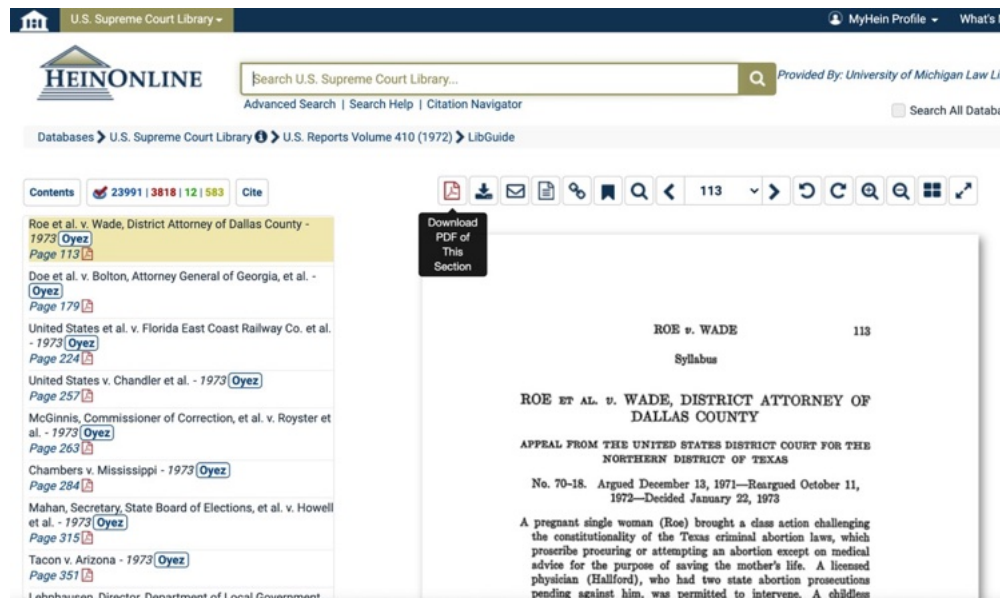 U.S. Supreme Court Library
MyHein Profile
What's
HEINONLINE
Search U.S. Supreme Court Library...
Provided By: University of Michigan Law Li
Advanced Search | Search Help | Citation Navigator
Search All Databa
Databases U.S. Supreme Court Library U.S. Reports Volume 410 (1972) LibGuide
Contents
23991 | 3818 | 12 | 583
Cite
113
Download
PDF of
This
Section
Roe et al. v. Wade, District Attorney of Dallas County -
1973 Oyez
Page 113
Doe et al. v. Bolton, Attorney General of Georgia, et al. -
Oyez
Page 179
United States et al. v. Florida East Coast Railway Co. et al.
- 1973 Oyez
Page 224
United States v. Chandler et al. - 1973 Oyez
Page 257
McGinnis, Commissioner of Correction, et al. v. Royster et
al. - 1973 Oyez
Page 263
Chambers v. Mississippi - 1973 Oyez
Page 284
Mahan, Secretary, State Board of Elections, et al. v. Howell
et al. - 1973 Oyez
Page 315
Tacon v. Arizona - 1973 Oyez
Page 351
Lehnhausen, Director, Department of Local Government
ROE v. WADE 113
Syllabus
ROE ET AL. v. WADE, DISTRICT ATTORNEY OF
DALLAS COUNTY
APPEAL FROM THE UNITED STATES DISTRICT COURT FOR THE
NORTHERN DISTRICT OF TEXAS
No. 70-18. Argued December 13, 1971—Reargued October 11,
1972—Decided January 22, 1973
A pregnant single woman (Roe) brought a class action challenging
the constitutionality of the Texas criminal abortion laws, which
proscribe procuring or attempting an abortion except on medical
advice for the purpose of saving the mother's life. A licensed
physician (Hallford), who had two state abortion prosecutions
pending against him, was permitted to intervene. A childless